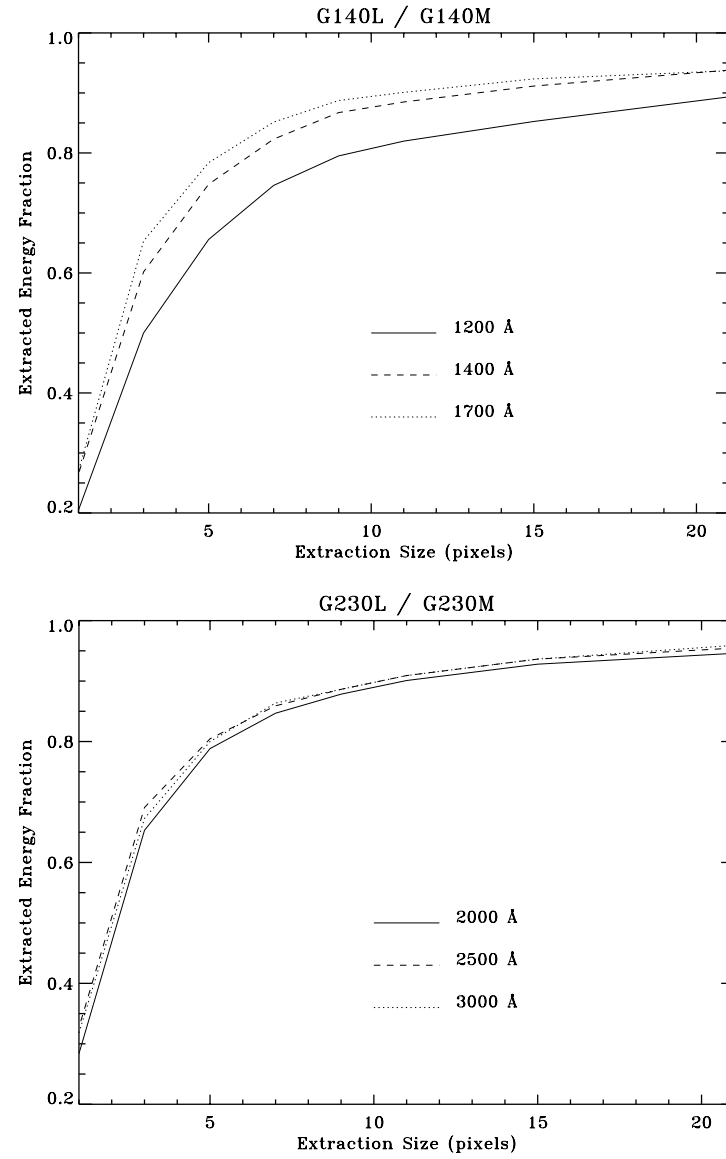 G140L / G140M
1.0
0.8
0.6
0.4
0.2
Extracted Energy Fraction
1200 Å
1400 Å
1700 Å
5 10 15 20
Extraction Size (pixels)
G230L / G230M
1.0
0.8
0.6
0.4
0.2
Extracted Energy Fraction
2000 Å
2500 Å
3000 Å
5 10 15 20
Extraction Size (pixels)